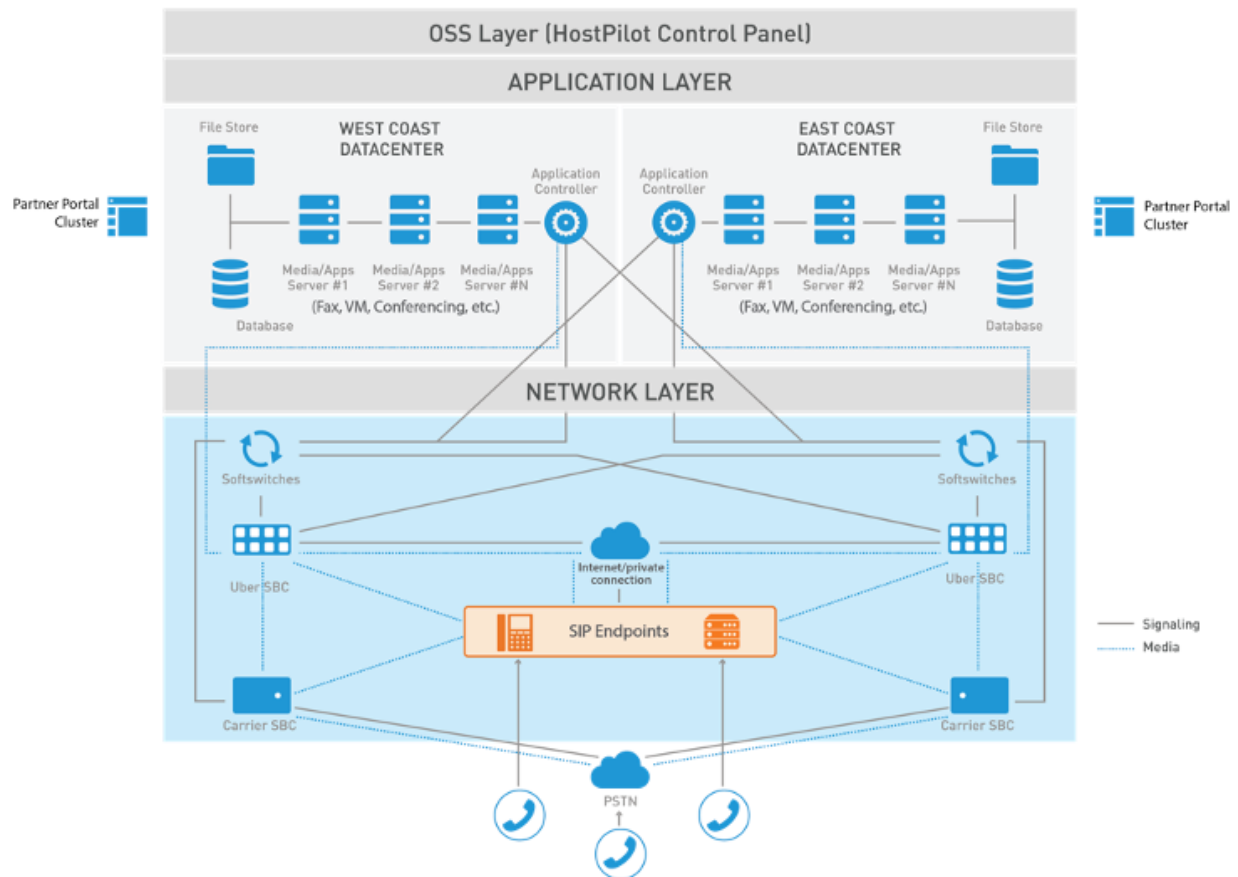 OSS Layer (HostPilot Control Panel)
APPLICATION LAYER
File Store
WEST COAST
DATACENTER
Application
Controller
Partner Portal
Cluster
Media/Apps
Server #1
Media/Apps
Server #2
Media/Apps
Server #N
(Fax, VM, Conferencing, etc.)
Database
EAST COAST
DATACENTER
File Store
Application
Controller
Partner Portal
Cluster
Media/Apps
Server #1
Media/Apps
Server #2
Media/Apps
Server #N
(Fax, VM, Conferencing, etc.)
Database
NETWORK LAYER
Softswitches
Softswitches
Uber SBC
Internet/private
connection
Uber SBC
SIP Endpoints
Signaling
Media
Carrier SBC
Carrier SBC
PSTN